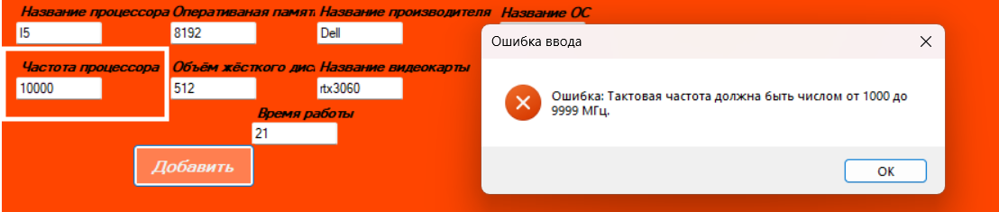 Название процессора Оперативаная памят Название производителя Название ОС
I5 8192 Dell
Частота процессора Объём жёсткого дис Название видеокарты
10000 512 rtx3060
Время работы
21
Добавить
Ошибка ввода
Ошибка: Тактовая частота должна быть числом от 1000 до
9999 МГц.
OK